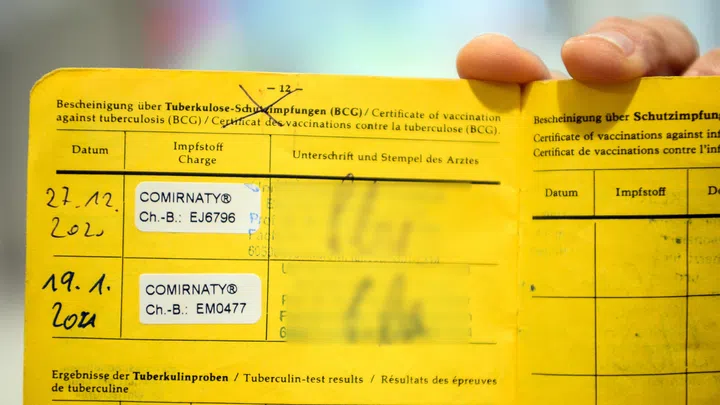 – 12 –
Bescheinigung über Tuberkulose-Schutzimpfungen (BCG) / Certificate of vaccination
against tuberculosis (BCG) / Certificat des vaccinations contre la tuberculose (BCG).
Datum
Impfstoff
Charge
Unterschrift und Stempel des Arztes
27.12.
2020
COMIRNATY®
Ch.-B.: EJ6796
19.1.
2021
COMIRNATY®
Ch.-B.: EM0477
Ergebnisse der Tuberkulinproben / Tuberculin-test results / Résultats des épreuves
de tuberculine
Bescheinigung über
Certificate of vaccinations against
Certificat de vaccinations contre
Datum
Impfstoff